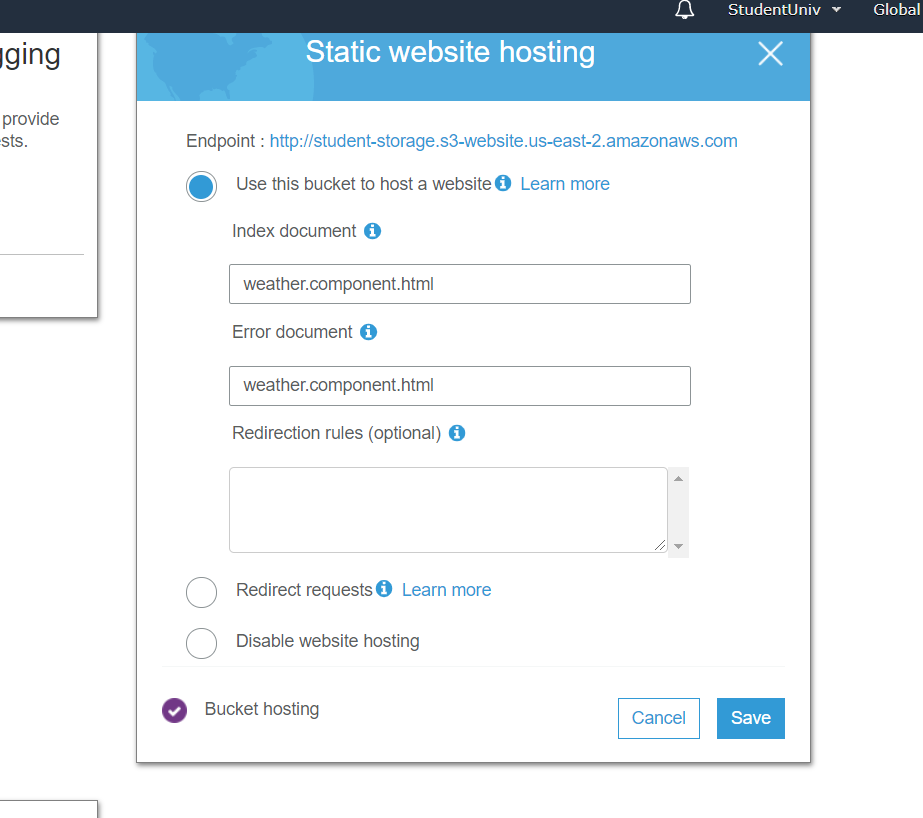 StudentUniv
Global
gging
Static website hosting
provide
sts.
Endpoint : http://student-storage.s3-website.us-east-2.amazonaws.com
Use this bucket to host a website Learn more
Index document
weather.component.html
Error document
weather.component.html
Redirection rules (optional)
Redirect requests Learn more
Disable website hosting
Bucket hosting
Cancel
Save